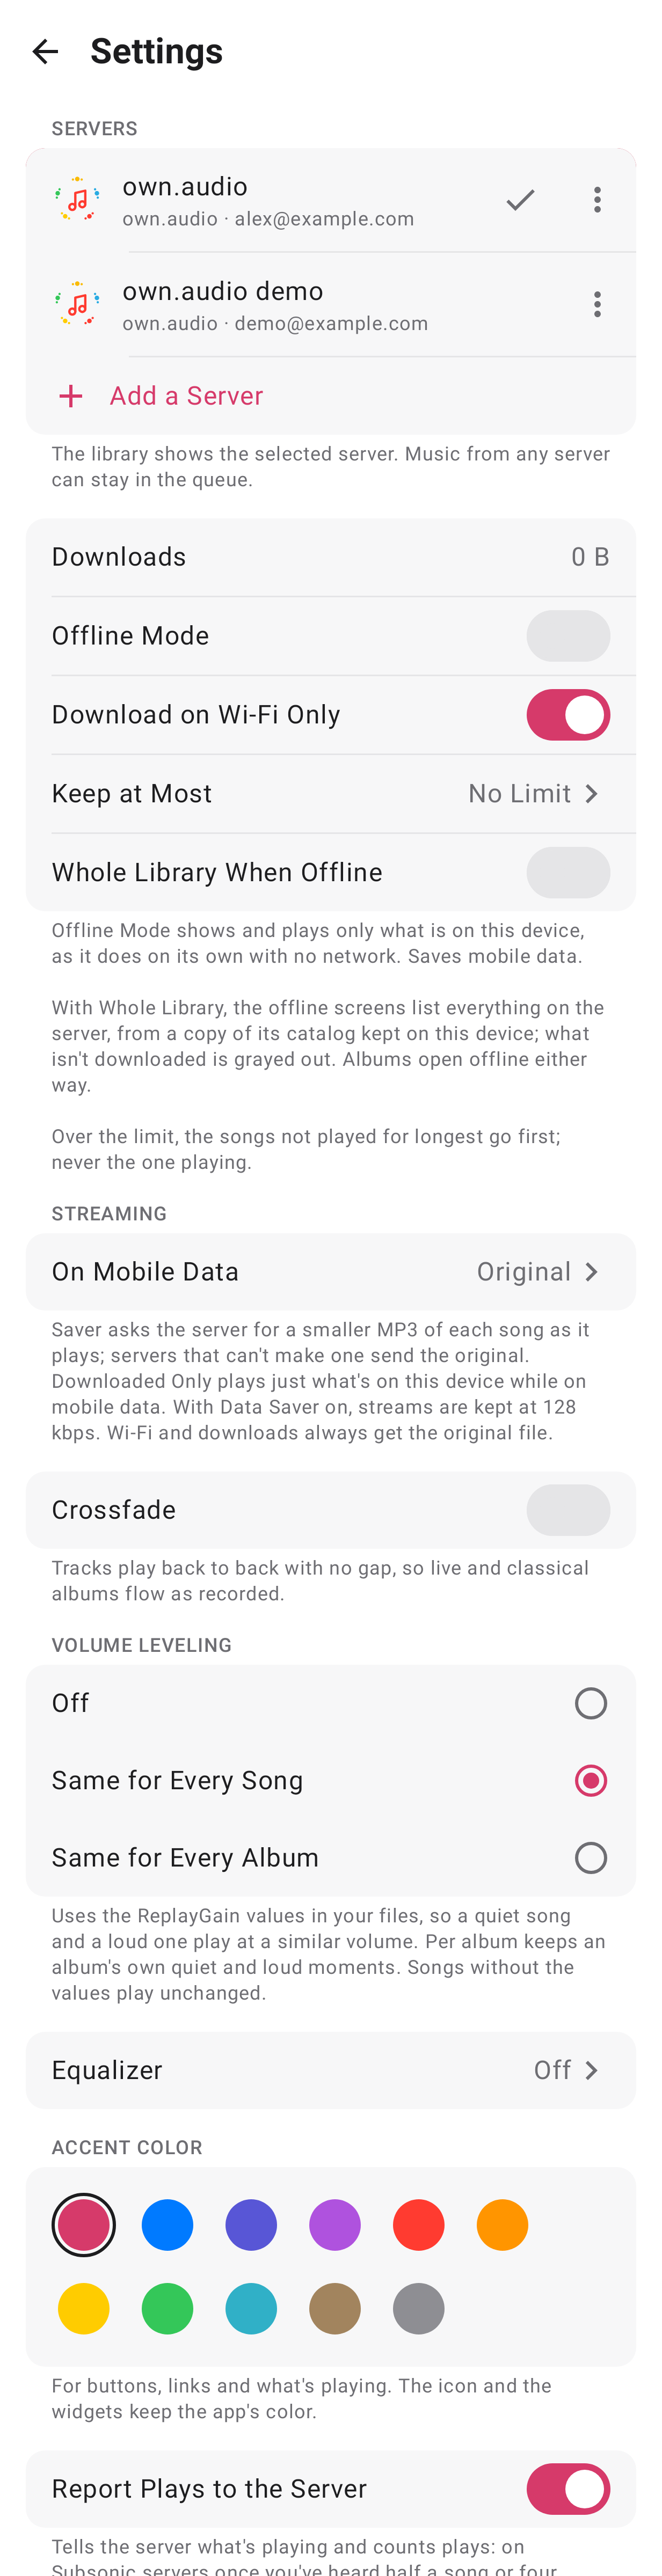 Settings
SERVERS
own.audio
own.audio · alex@example.com
own.audio demo
own.audio · demo@example.com
Add a Server
The library shows the selected server. Music from any server
can stay in the queue.
Downloads 0 B
Offline Mode
Download on Wi-Fi Only
Keep at Most No Limit
Whole Library When Offline
Offline Mode shows and plays only what is on this device,
as it does on its own with no network. Saves mobile data.
With Whole Library, the offline screens list everything on the
server, from a copy of its catalog kept on this device; what
isn't downloaded is grayed out. Albums open offline either
way.
Over the limit, the songs not played for longest go first;
never the one playing.
STREAMING
On Mobile Data Original
Saver asks the server for a smaller MP3 of each song as it
plays; servers that can't make one send the original.
Downloaded Only plays just what's on this device while on
mobile data. With Data Saver on, streams are kept at 128
kbps. Wi-Fi and downloads always get the original file.
Crossfade
Tracks play back to back with no gap, so live and classical
albums flow as recorded.
VOLUME LEVELING
Off
Same for Every Song
Same for Every Album
Uses the ReplayGain values in your files, so a quiet song
and a loud one play at a similar volume. Per album keeps an
album's own quiet and loud moments. Songs without the
values play unchanged.
Equalizer Off
ACCENT COLOR
For buttons, links and what's playing. The icon and the
widgets keep the app's color.
Report Plays to the Server
Tells the server what's playing and counts plays: on
Subsonic servers once you've heard half a song or four